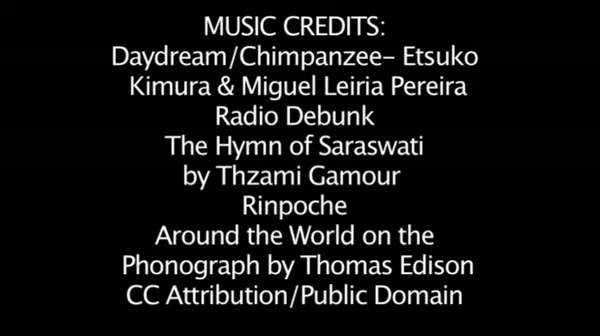 MUSIC CREDITS:
Daydream/Chimpanzee- Etsuko
Kimura & Miguel Leiria Pereira
Radio Debunk
The Hymn of Saraswati
by Thzami Gamour
Rinpoche
Around the World on the
Phonograph by Thomas Edison
CC Attribution/Public Domain